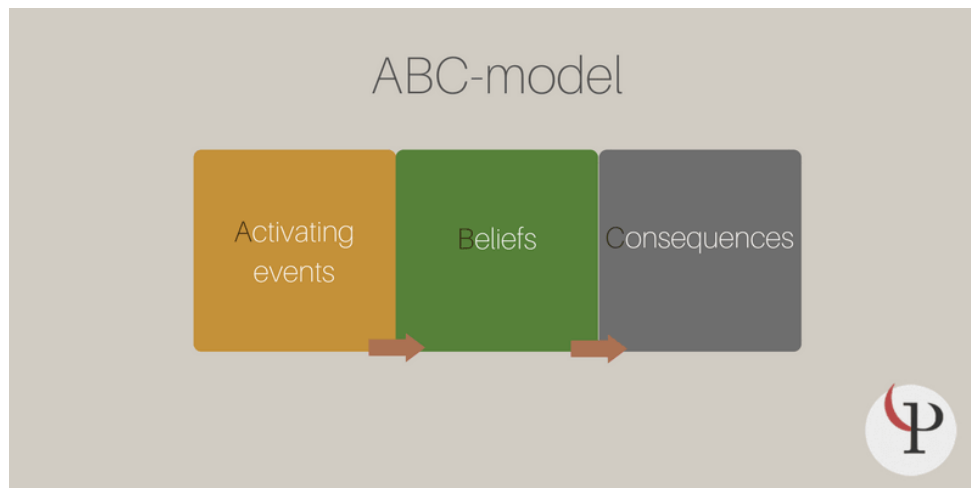 ABC-model
Activating
events
Beliefs
Consequences